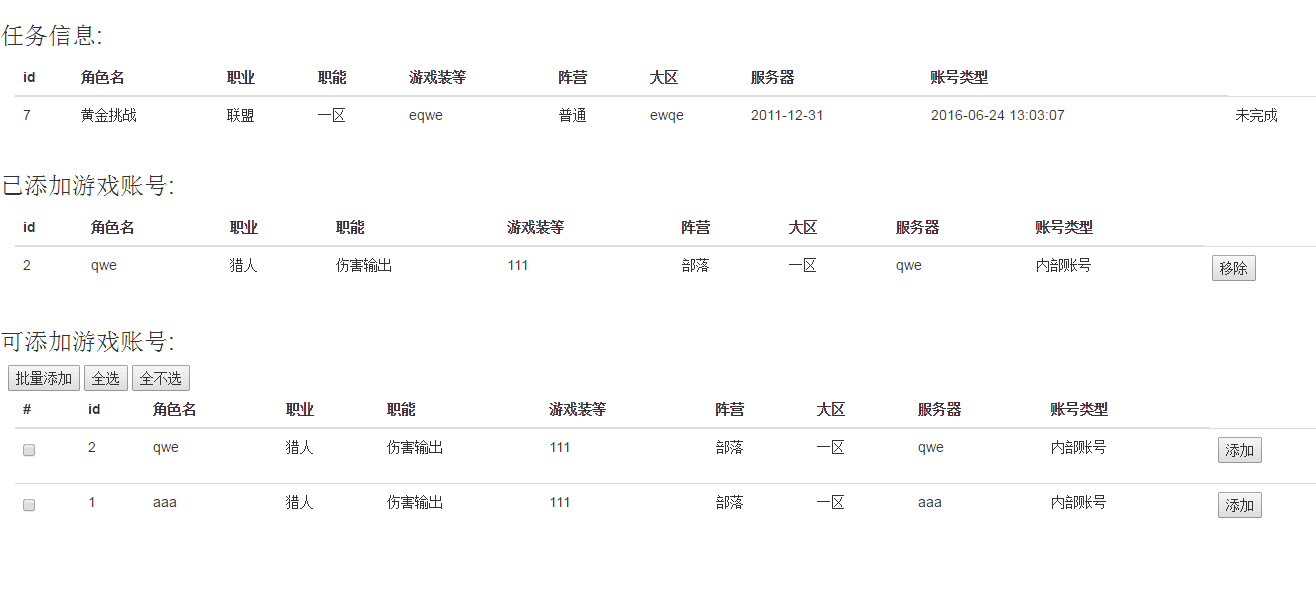 任务信息:
id 角色名 职业 职能 游戏装等 阵营 大区 服务器 账号类型
7 黄金挑战 联盟 一区 eqwe 普通 ewqe 2011-12-31 2016-06-24 13:03:07 未完成
已添加游戏账号:
id 角色名 职业 职能 游戏装等 阵营 大区 服务器 账号类型
2 qwe 猎人 伤害输出 111 部落 一区 qwe 内部账号 移除
可添加游戏账号:
批量添加 全选 全不选
# id 角色名 职业 职能 游戏装等 阵营 大区 服务器 账号类型
2 qwe 猎人 伤害输出 111 部落 一区 qwe 内部账号 添加
1 aaa 猎人 伤害输出 111 部落 一区 aaa 内部账号 添加